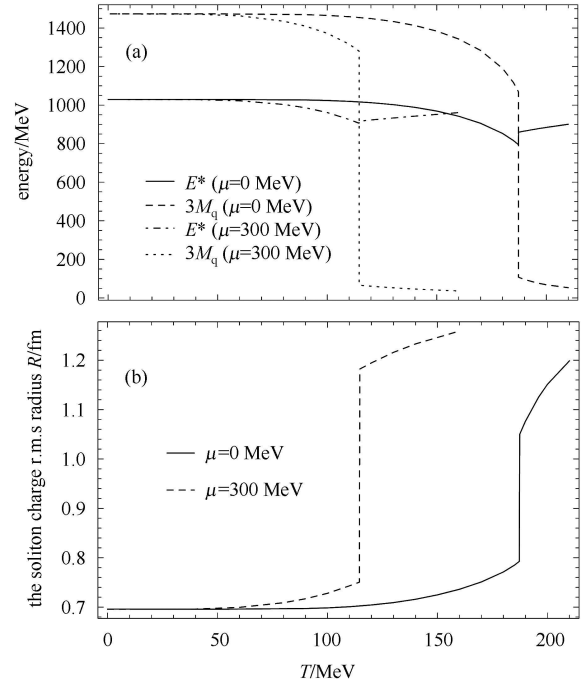 1400
1200
1000
800
600
400
200
0
energy/MeV
(a)
E* (μ=0 MeV)
3Mq (μ=0 MeV)
E* (μ=300 MeV)
3Mq (μ=300 MeV)
1.2
1.1
1.0
0.9
0.8
0.7
the soliton charge r.m.s radius R/fm
(b)
μ=0 MeV
μ=300 MeV
0 50 100 150 200
T/MeV